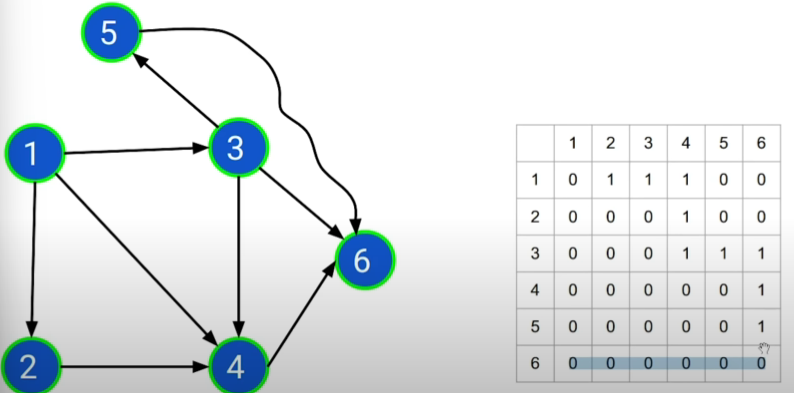 5
1
3
6
2
4
1 2 3 4 5 6
1 0 1 1 1 0 0
2 0 0 0 1 0 0
3 0 0 0 1 1 1
4 0 0 0 0 0 1
5 0 0 0 0 0 1
6 0 0 0 0 0 0